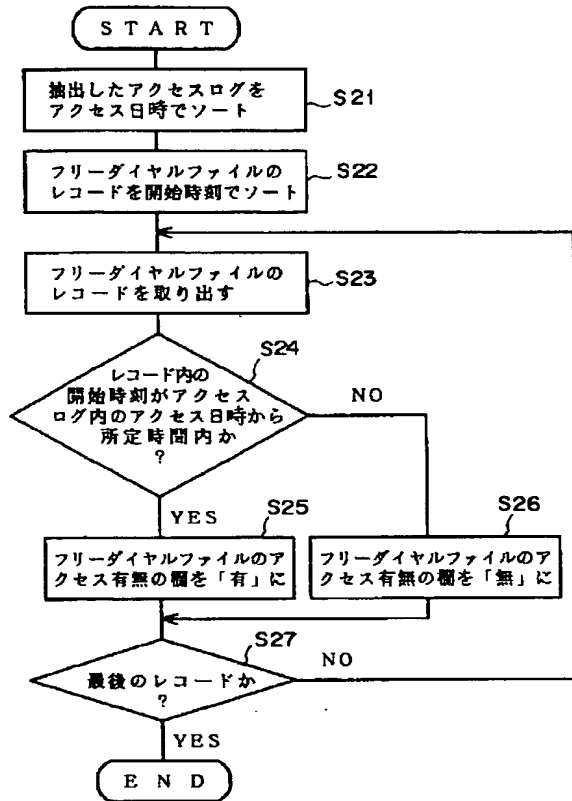 START
抽出したアクセスログを
アクセス日時でソート
S21
フリーダイヤルファイルの
レコードを開始時刻でソート
S22
フリーダイヤルファイルの
レコードを取り出す
S23
S24
レコード内の
開始時刻がアクセス
ログ内のアクセス日時から
所定時間内か
?
NO
YES
S25
フリーダイヤルファイルのア
クセス有無の欄を「有」に
S26
フリーダイヤルファイルのア
クセス有無の欄を「無」に
S27
最後のレコードか
?
NO
YES
END